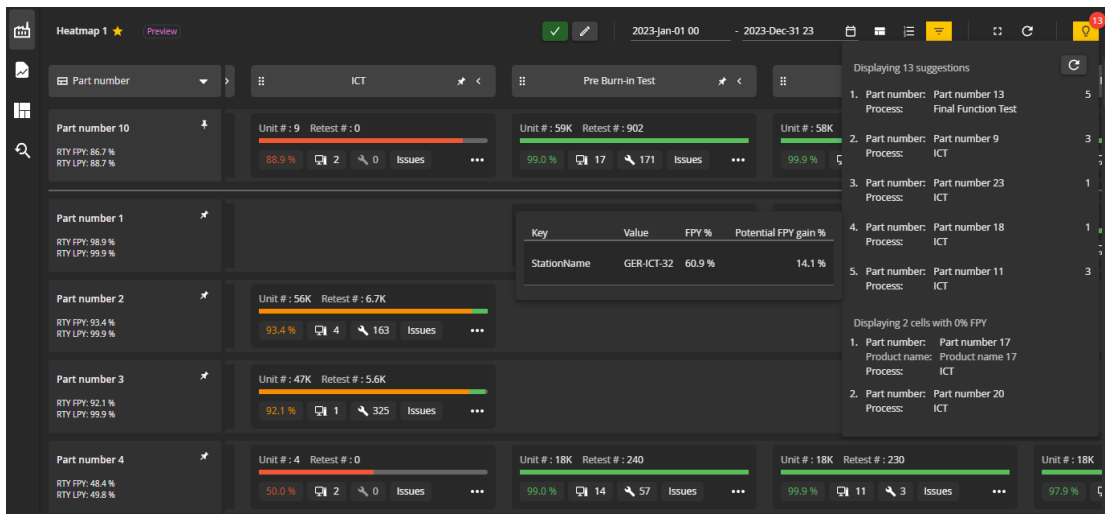 Heatmap 1 Preview 2023-Jan-01 00 - 2023-Dec-31 23 13
Part number ICT Pre Burn-in Test
Part number 10
RTY FPY: 86.7 %
RTY LPY: 88.7 %
Unit # : 9 Retest # : 0
88.9 % 2 0 Issues
Unit # : 59K Retest # : 902
99.0 % 17 171 Issues
Unit # : 58K
99.9 %
Part number 1
RTY FPY: 98.9 %
RTY LPY: 99.9 %
Key Value FPY % Potential FPY gain %
StationName GER-ICT-32 60.9 % 14.1 %
Part number 2
RTY FPY: 93.4 %
RTY LPY: 99.9 %
Unit # : 56K Retest # : 6.7K
93.4 % 4 163 Issues
Part number 3
RTY FPY: 92.1 %
RTY LPY: 99.9 %
Unit # : 47K Retest # : 5.6K
92.1 % 1 325 Issues
Part number 4
RTY FPY: 48.4 %
RTY LPY: 49.8 %
Unit # : 4 Retest # : 0
50.0 % 2 0 Issues
Unit # : 18K Retest # : 240
99.0 % 14 57 Issues
Unit # : 18K Retest # : 230
99.9 % 11 3 Issues
Unit # : 18K
97.9 %
Displaying 13 suggestions
1. Part number: Part number 13 5
Process: Final Function Test
2. Part number: Part number 9 3
Process: ICT
3. Part number: Part number 23 1
Process: ICT
4. Part number: Part number 18 1
Process: ICT
5. Part number: Part number 11 3
Process: ICT
Displaying 2 cells with 0% FPY
1. Part number: Part number 17
Product name: Product name 17
Process: ICT
2. Part number: Part number 20
Process: ICT